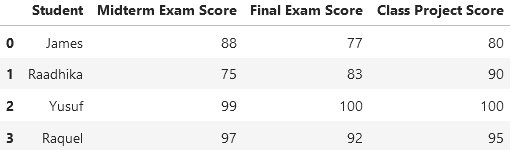 Student Midterm Exam Score Final Exam Score Class Project Score
0 James 88 77 80
1 Raadhika 75 83 90
2 Yusuf 99 100 100
3 Raquel 97 92 95